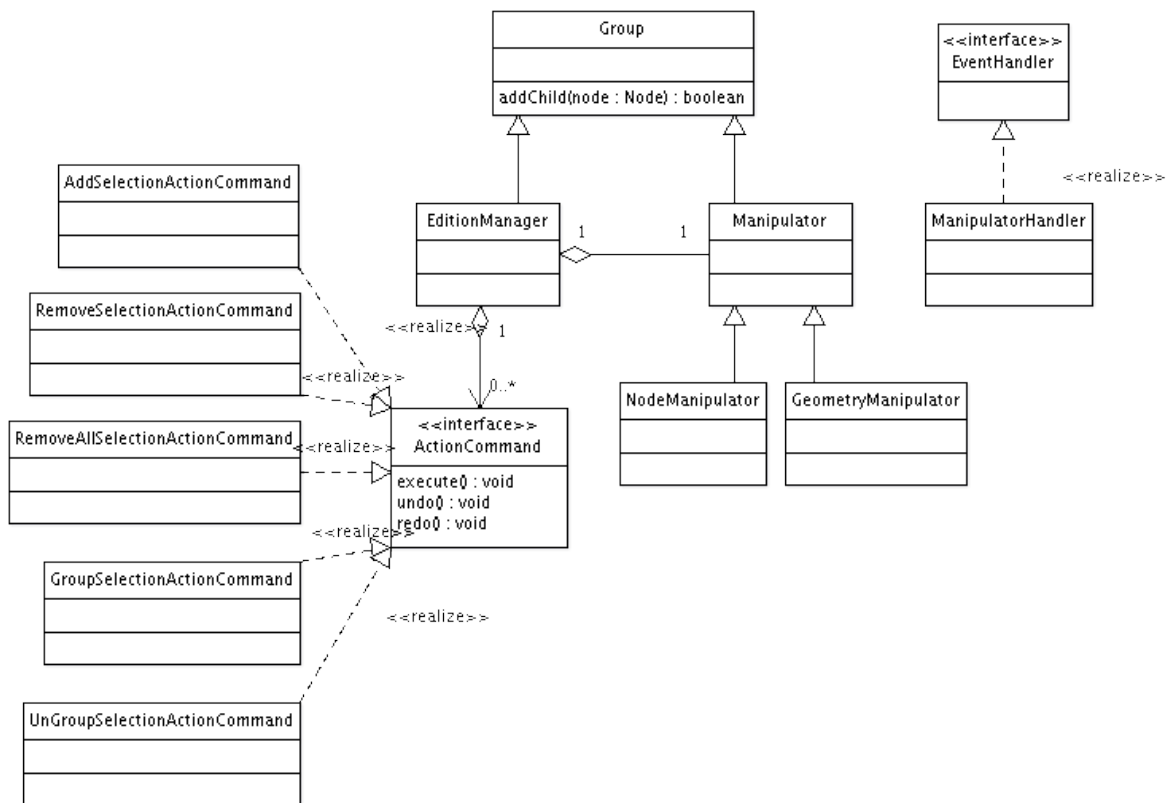 Group
addChild(node : Node) : boolean
<<interface>>
EventHandler
AddSelectionActionCommand
<<realize>>
EditionManager
1
1
Manipulator
ManipulatorHandler
RemoveSelectionActionCommand
<<realize>>
1
<<realize>>
0..*
NodeManipulator
GeometryManipulator
RemoveAllSelectionActionCommand
<<realize>>
<<interface>>
ActionCommand
execute() : void
undo() : void
redo() : void
<<realize>>
GroupSelectionActionCommand
<<realize>>
UnGroupSelectionActionCommand